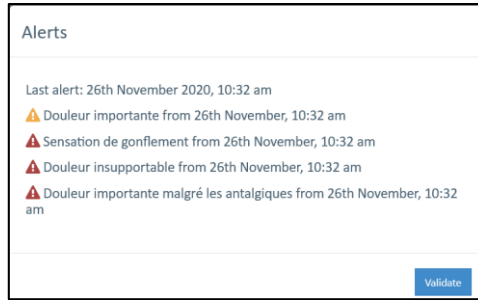 Alerts
Last alert: 26th November 2020, 10:32 am
Douleur importante from 26th November, 10:32 am
Sensation de gonflement from 26th November, 10:32 am
Douleur insupportable from 26th November, 10:32 am
Douleur importante malgré les antalgiques from 26th November, 10:32
am
Validate